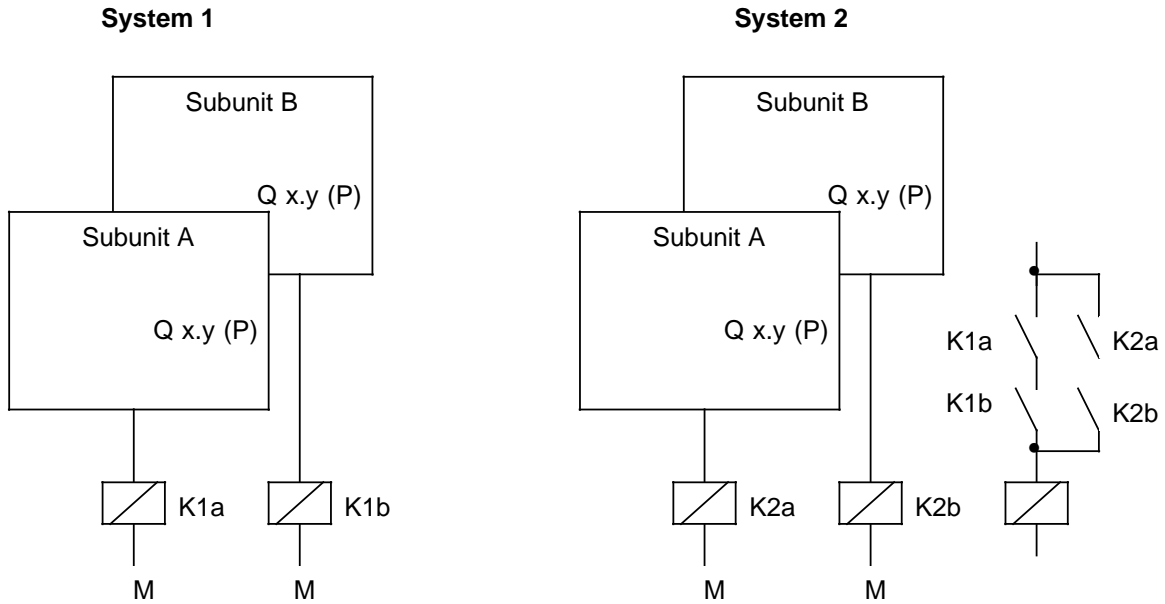 System 1
System 2
Subunit B
Q x.y (P)
Subunit A
Q x.y (P)
K1a
K1b
M
M
Subunit B
Q x.y (P)
Subunit A
Q x.y (P)
K2a
K2b
M
M
K1a
K2a
K1b
K2b